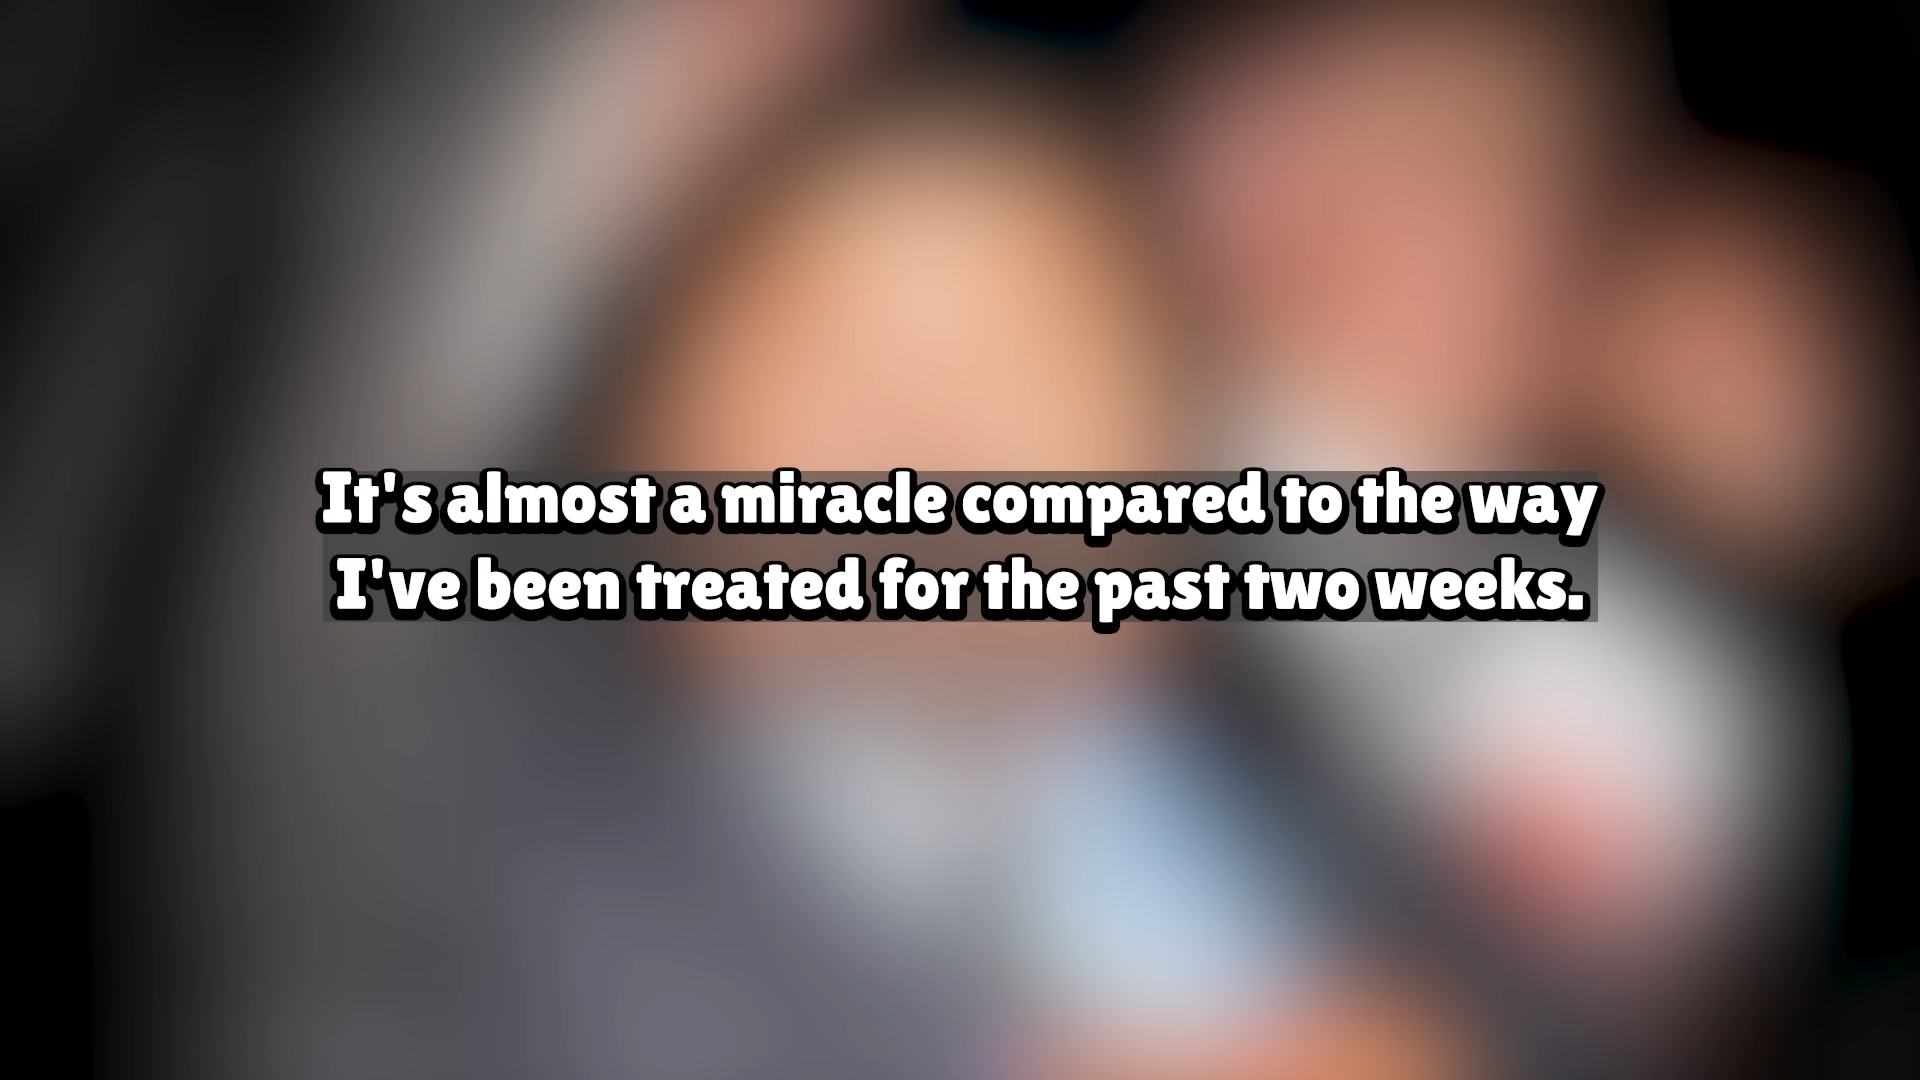 It's almost a miracle compared to the way
I've been treated for the past two weeks.